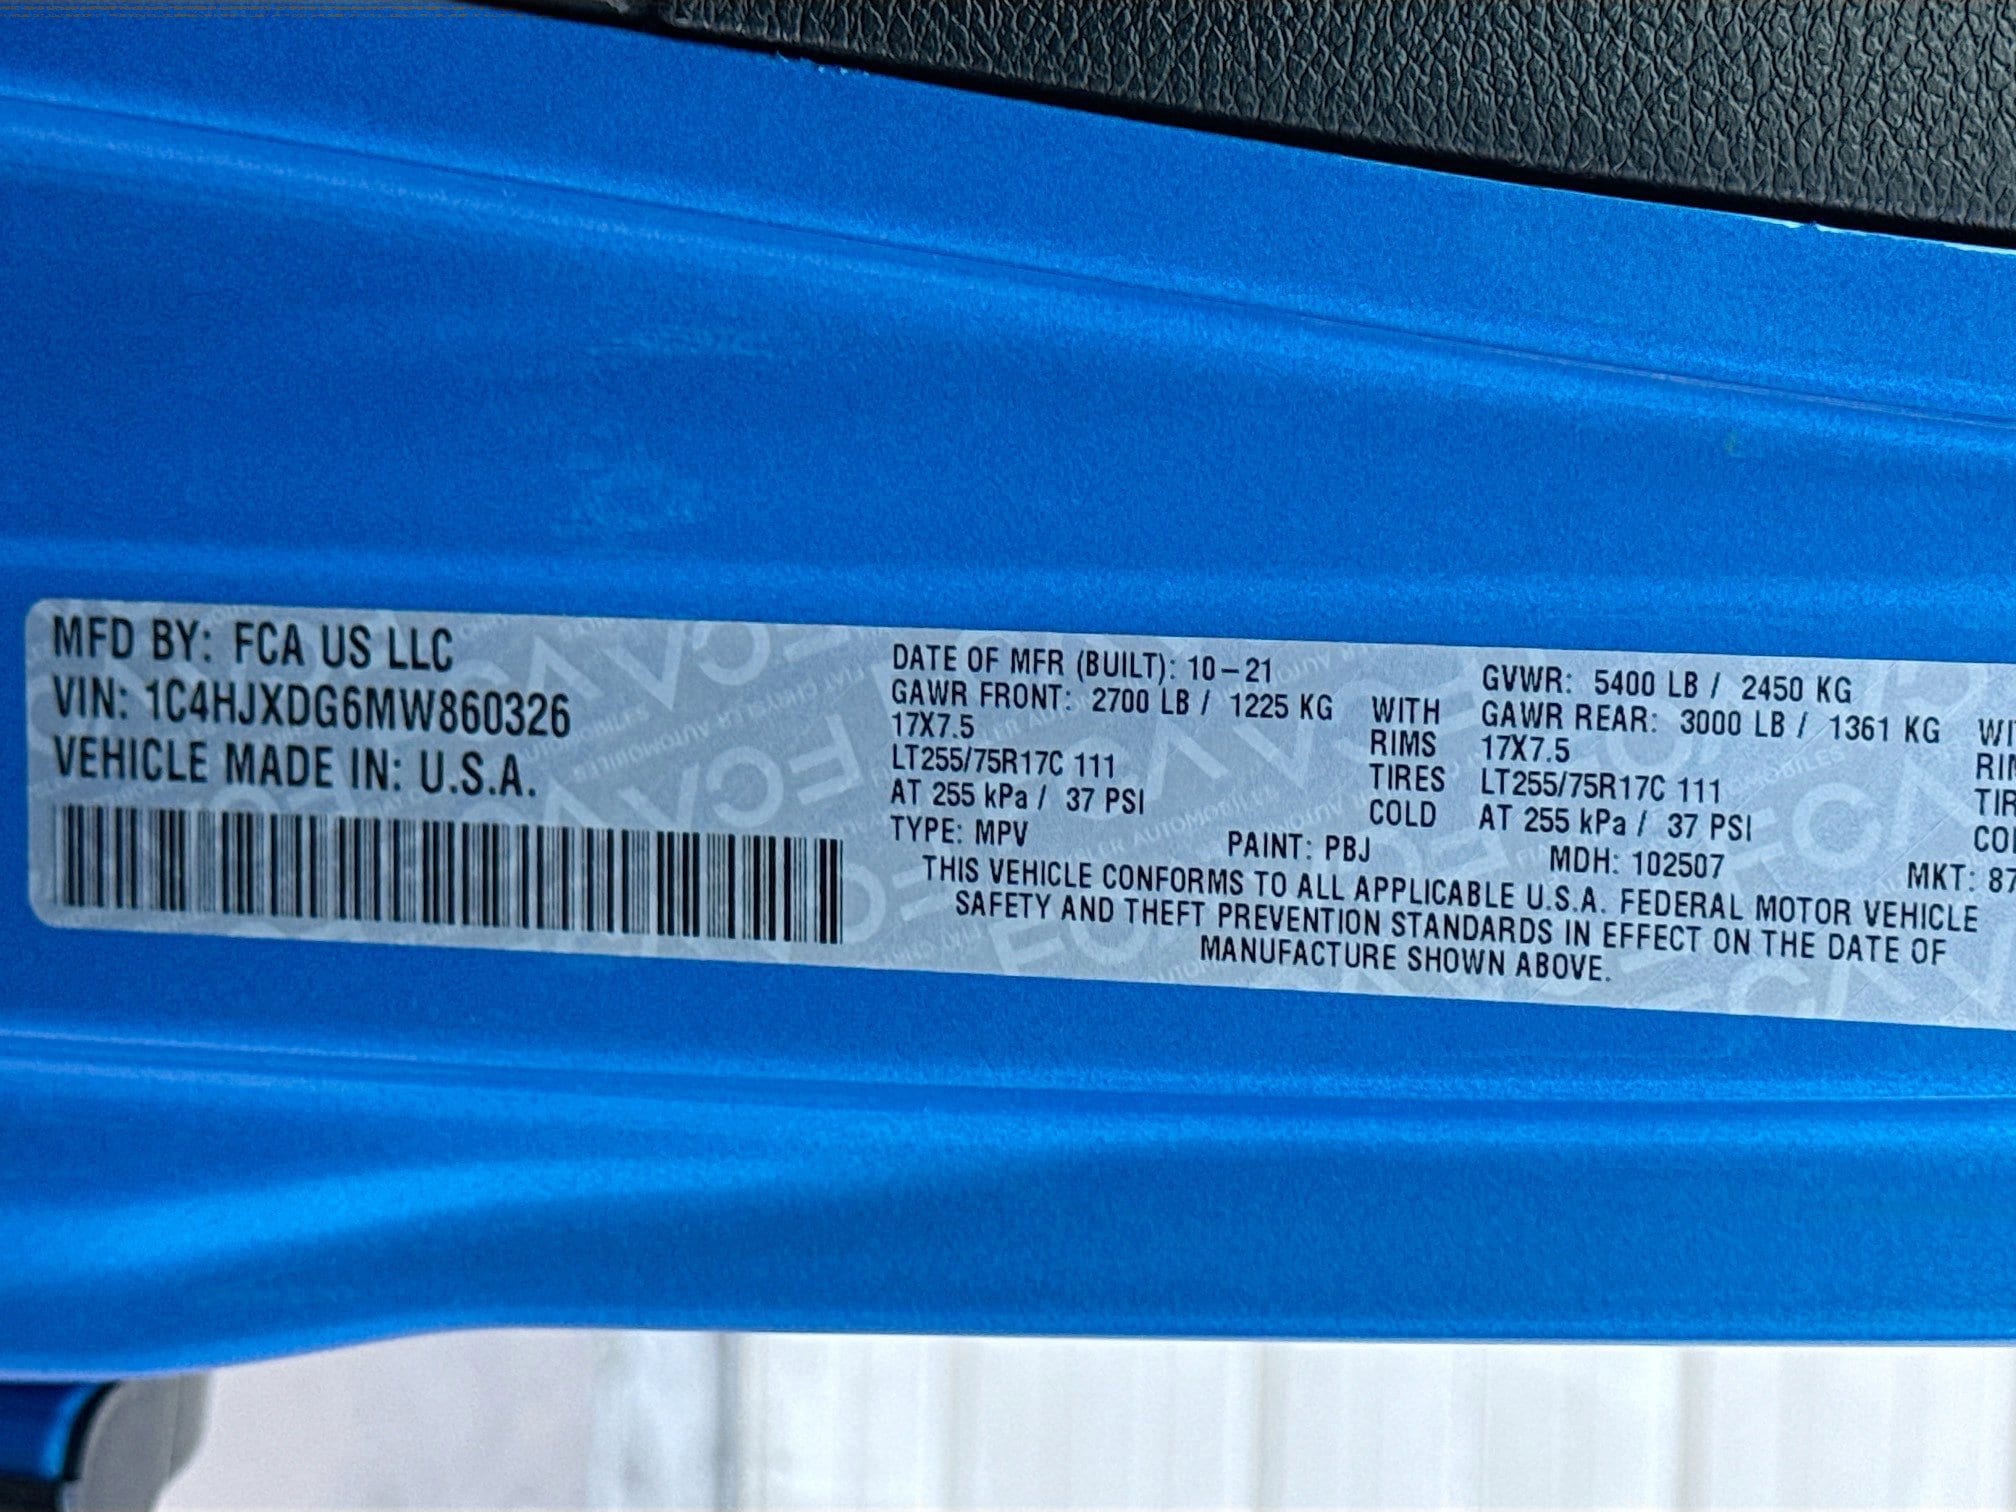 MFD BY: FCA US LLC
VIN: 1C4HJXDG6MW860326
VEHICLE MADE IN: U.S.A.
DATE OF MFR (BUILT): 10-21 GVWR: 5400 LB / 2450 KG
GAWR FRONT: 2700 LB / 1225 KG WITH GAWR REAR: 3000 LB / 1361 KG
17X7.5 RIMS 17X7.5
LT255/75R17C 111 TIRES LT255/75R17C 111
AT 255 kPa / 37 PSI COLD AT 255 kPa / 37 PSI
TYPE: MPV PAINT: PBJ MDH: 102507 MKT: 87
THIS VEHICLE CONFORMS TO ALL APPLICABLE U.S.A. FEDERAL MOTOR VEHICLE
SAFETY AND THEFT PREVENTION STANDARDS IN EFFECT ON THE DATE OF
MANUFACTURE SHOWN ABOVE.